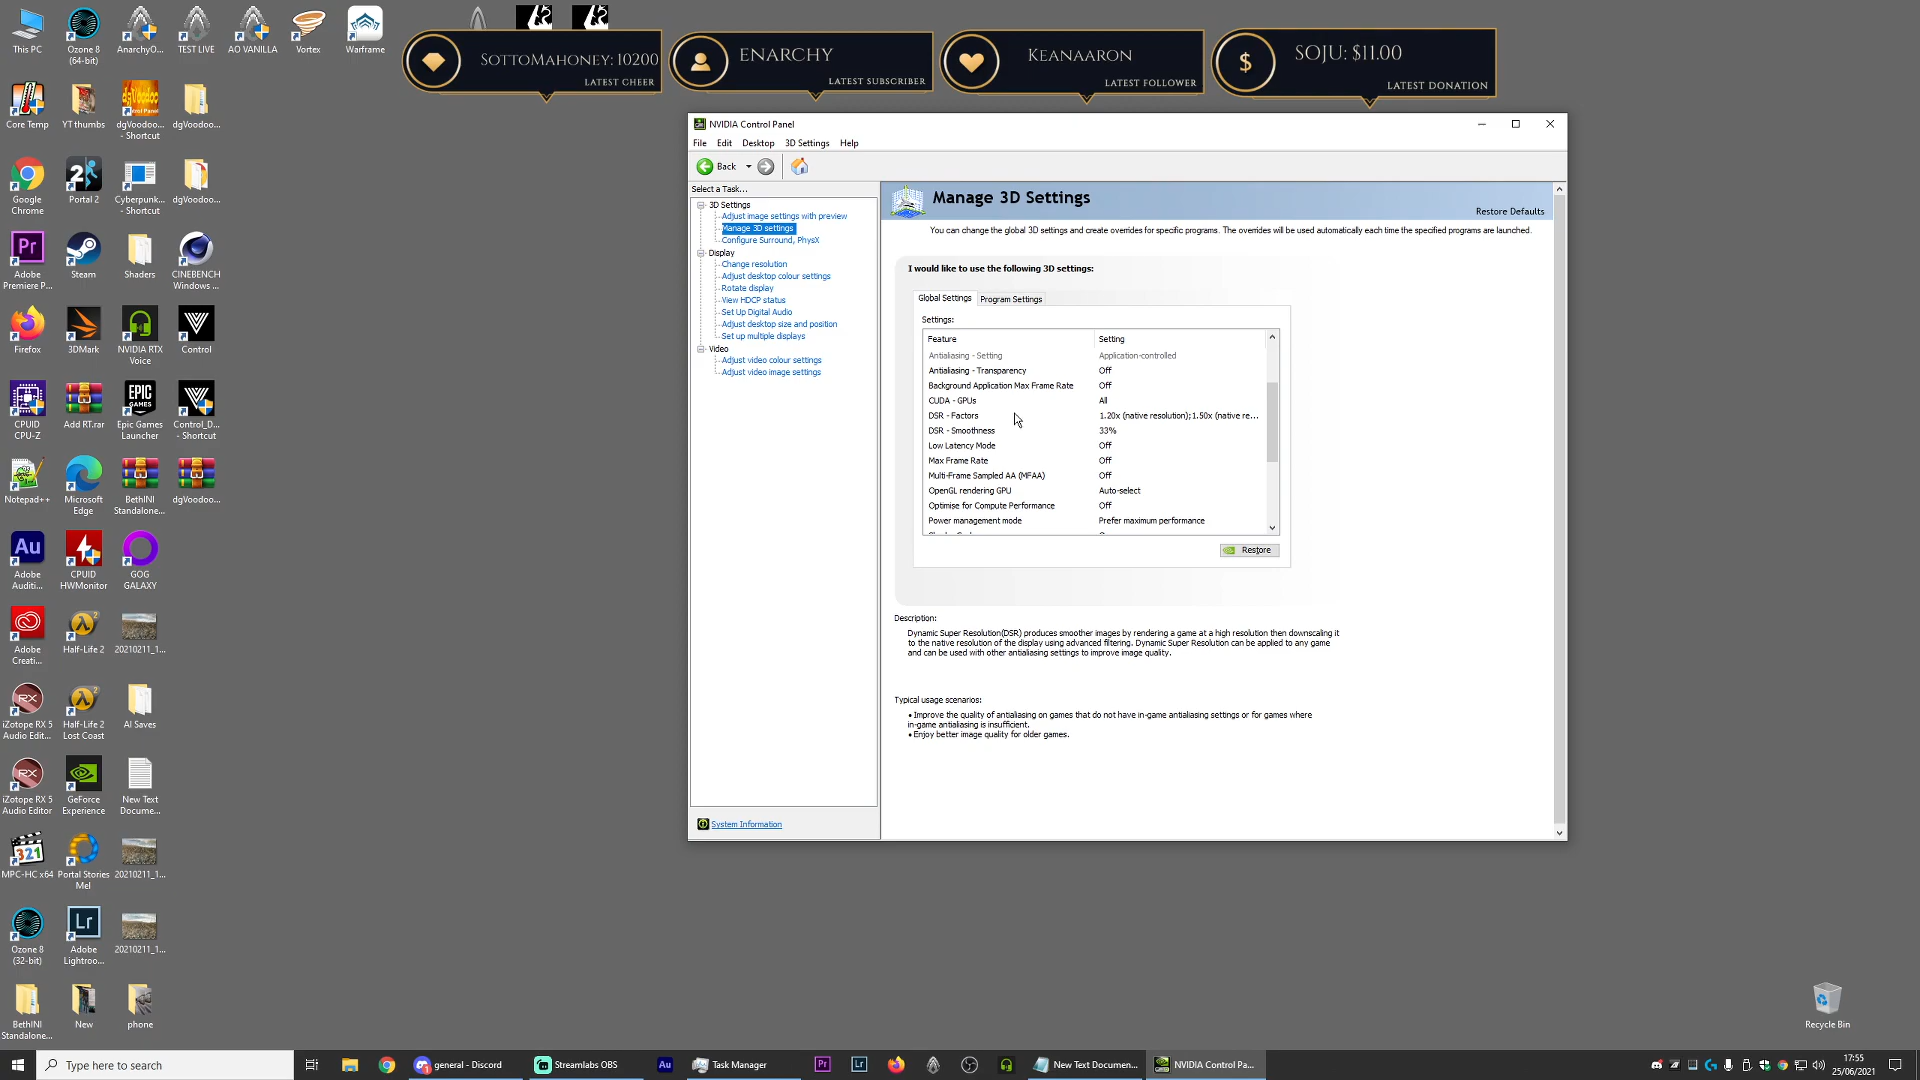 This PC
Ozone 8
(64-bit)
AnarchyO...
TEST LIVE
AO VANILLA
Vortex
Warframe
SottoMahoney: 10200
LATEST CHEER
ENARCHY
LATEST SUBSCRIBER
Keanaaron
LATEST FOLLOWER
SOJU: $11.00
LATEST DONATION
Core Temp
YT thumbs
dgVoodoo...
- Shortcut
dgVoodoo...
Google
Chrome
Portal 2
Cyberpunk...
- Shortcut
dgVoodoo...
Adobe
Premiere P...
Steam
Shaders
CINEBENCH
Windows ...
Firefox
3DMark
NVIDIA RTX
Voice
Control
CPUID
CPU-Z
Add RT.rar
Epic Games
Launcher
Control_D...
- Shortcut
Notepad++
Microsoft
Edge
BethINI
Standalone...
dgVoodoo...
Adobe
Auditi...
CPUID
HWMonitor
GOG
GALAXY
Adobe
Creati...
Half-Life 2
20210211_1...
iZotope RX 5
Audio Edit...
Half-Life 2
Lost Coast
AI Saves
iZotope RX 5
Audio Editor
GeForce
Experience
New Text
Docume...
MPC-HC x64
Portal Stories
Mel
20210211_1...
Ozone 8
(32-bit)
Adobe
Lightroo...
20210211_1...
BethINI
Standalone...
New
phone
NVIDIA Control Panel
File Edit Desktop 3D Settings Help
Back
Select a Task...
3D Settings
Adjust image settings with preview
Manage 3D settings
Configure Surround, PhysX
Display
Change resolution
Adjust desktop colour settings
Rotate display
View HDCP status
Set Up Digital Audio
Adjust desktop size and position
Set up multiple displays
Video
Adjust video colour settings
Adjust video image settings
System Information
Manage 3D Settings
Restore Defaults
You can change the global 3D settings and create overrides for specific programs. The overrides will be used automatically each time the specified programs are launched.
I would like to use the following 3D settings:
Global Settings Program Settings
Settings:
Feature Setting
Antialiasing - Setting Application-controlled
Antialiasing - Transparency Off
Background Application Max Frame Rate Off
CUDA - GPUs All
DSR - Factors 1.20x (native resolution);1.50x (native re...
DSR - Smoothness 33%
Low Latency Mode Off
Max Frame Rate Off
Multi-Frame Sampled AA (MFAA) Off
OpenGL rendering GPU Auto-select
Optimise for Compute Performance Off
Power management mode Prefer maximum performance
Restore
Description:
Dynamic Super Resolution(DSR) produces smoother images by rendering a game at a high resolution then downscaling it
to the native resolution of the display using advanced filtering. Dynamic Super Resolution can be applied to any game
and can be used with other antialiasing settings to improve image quality.
Typical usage scenarios:
• Improve the quality of antialiasing on games that do not have in-game antialiasing settings or for games where
in-game antialiasing is insufficient.
• Enjoy better image quality for older games.
Recycle Bin
Type here to search
general - Discord
Streamlabs OBS
Task Manager
New Text Documen...
NVIDIA Control Pa...
17:55
25/06/2021